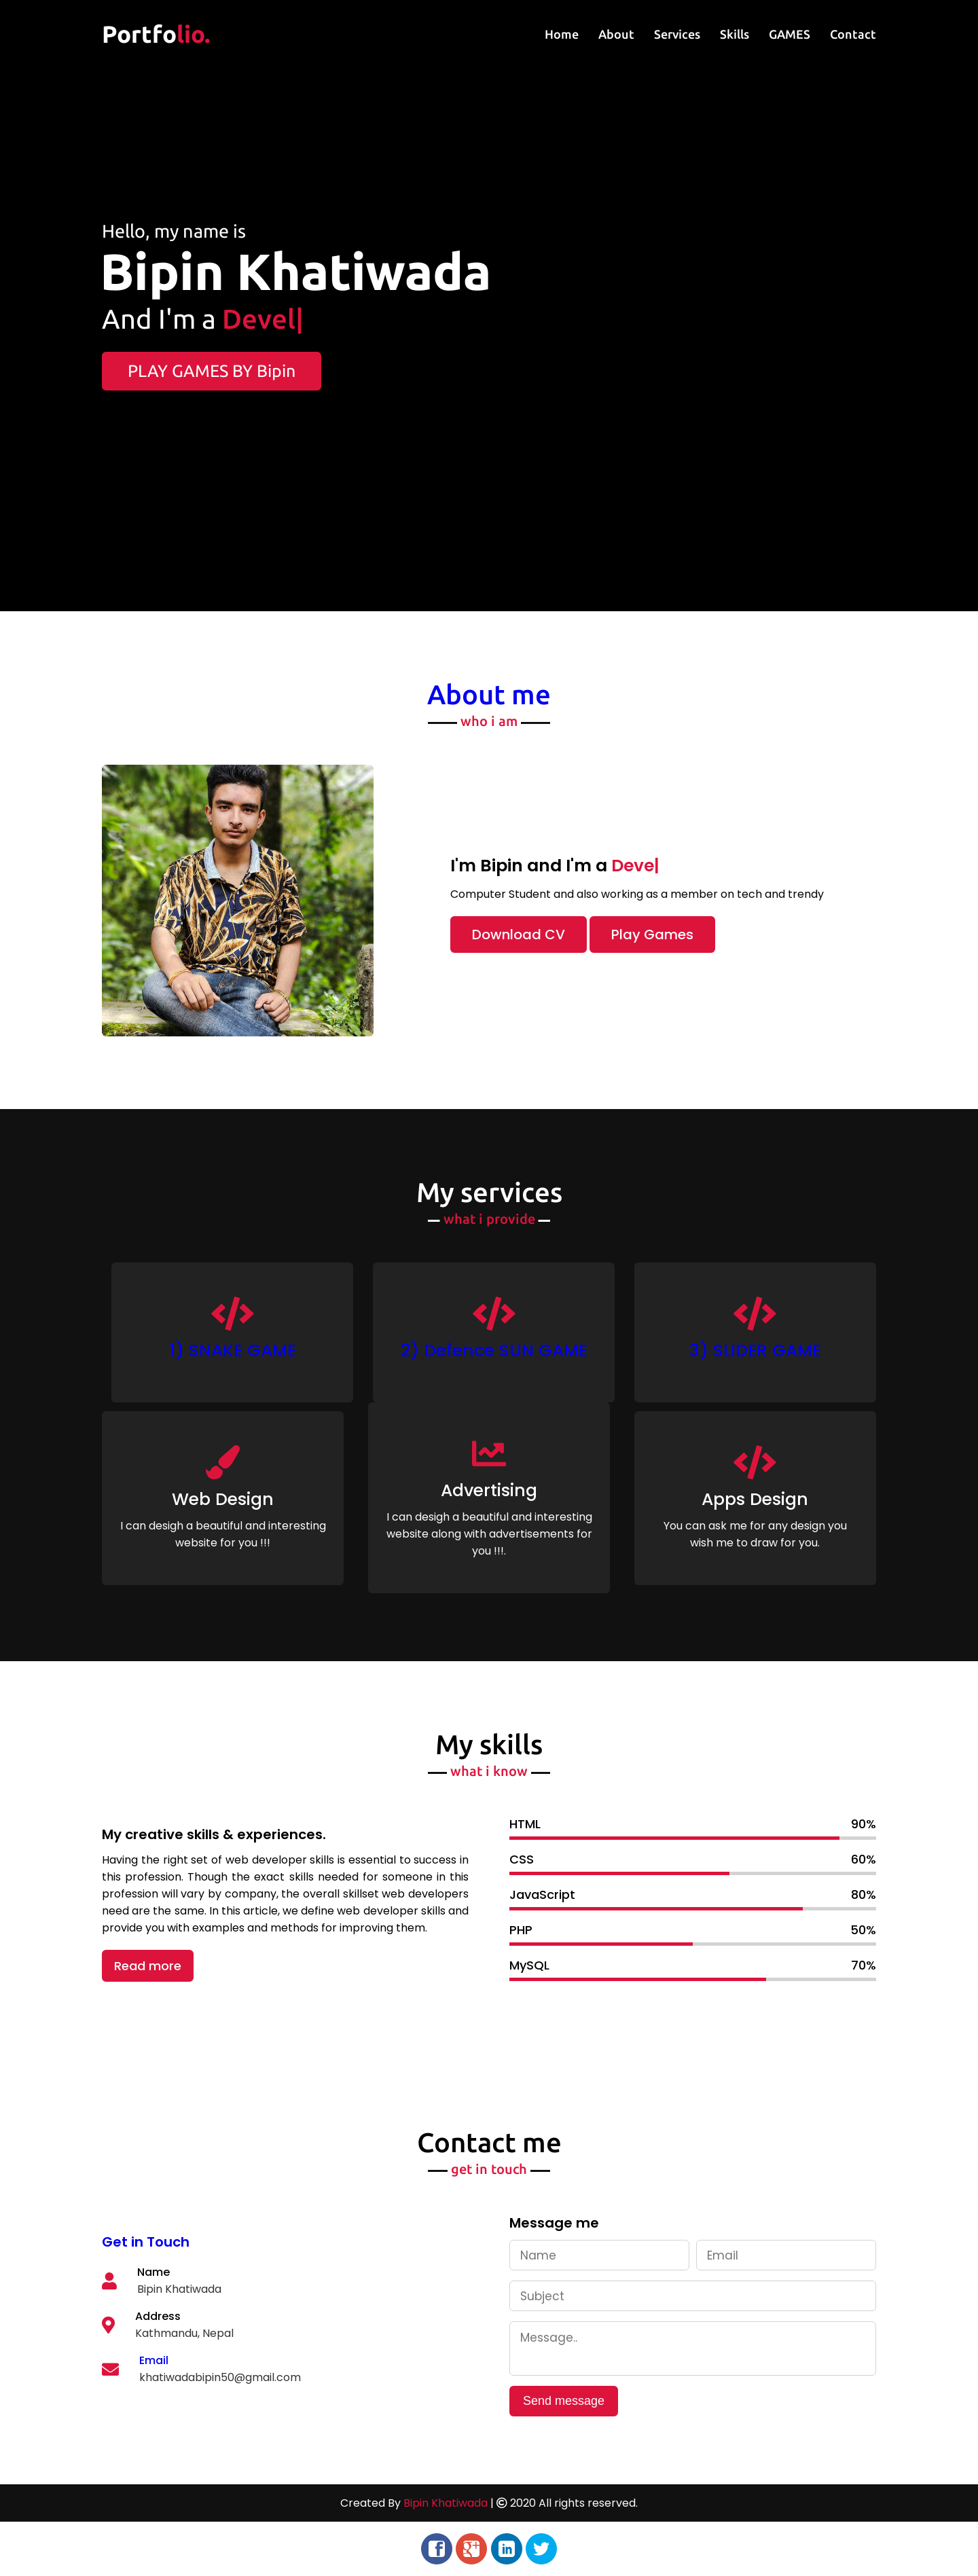 Portfolio.
Home About Services Skills GAMES Contact
Hello, my name is
Bipin Khatiwada
And I'm a Devel|
PLAY GAMES BY Bipin
About me
who i am
I'm Bipin and I'm a Deve|
Computer Student and also working as a member on tech and trendy
Download CV Play Games
My services
what i provide
1) SNAKE GAME
2) Defence SUN GAME
3) SLIDER GAME
Web Design
I can desigh a beautiful and interesting
website for you !!!
Advertising
I can desigh a beautiful and interesting
website along with advertisements for
you !!!.
Apps Design
You can ask me for any design you
wish me to draw for you.
My skills
what i know
My creative skills & experiences.
Having the right set of web developer skills is essential to success in
this profession. Though the exact skills needed for someone in this
profession will vary by company, the overall skillset web developers
need are the same. In this article, we define web developer skills and
provide you with examples and methods for improving them.
Read more
HTML 90%
CSS 60%
JavaScript 80%
PHP 50%
MySQL 70%
Contact me
get in touch
Get in Touch
Name
Bipin Khatiwada
Address
Kathmandu, Nepal
Email
khatiwadabipin50@gmail.com
Message me
Name Email
Subject
Message..
Send message
Created By Bipin Khatiwada | © 2020 All rights reserved.
f g+ in